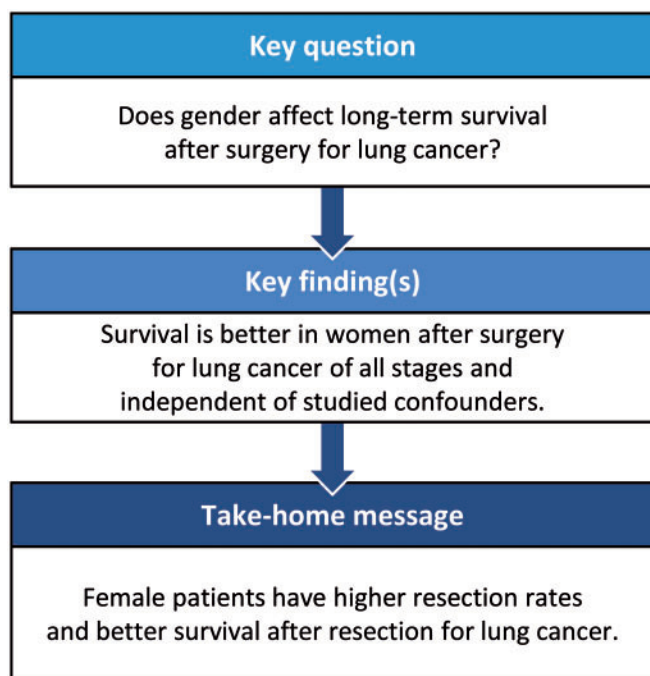 Key question
Does gender affect long-term survival
after surgery for lung cancer?
Key finding(s)
Survival is better in women after surgery
for lung cancer of all stages and
independent of studied confounders.
Take-home message
Female patients have higher resection rates
and better survival after resection for lung cancer.